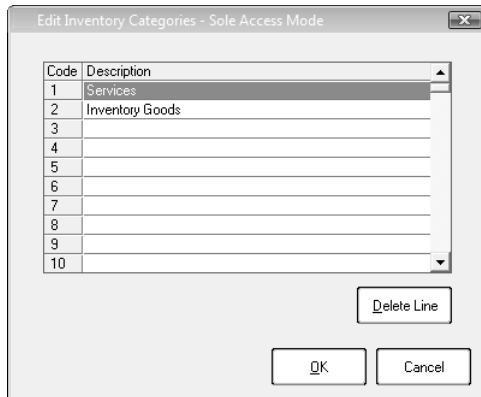 Edit Inventory Categories - Sole Access Mode
Code Description
1 Services
2 Inventory Goods
3
4
5
6
7
8
9
10
Delete Line
OK Cancel